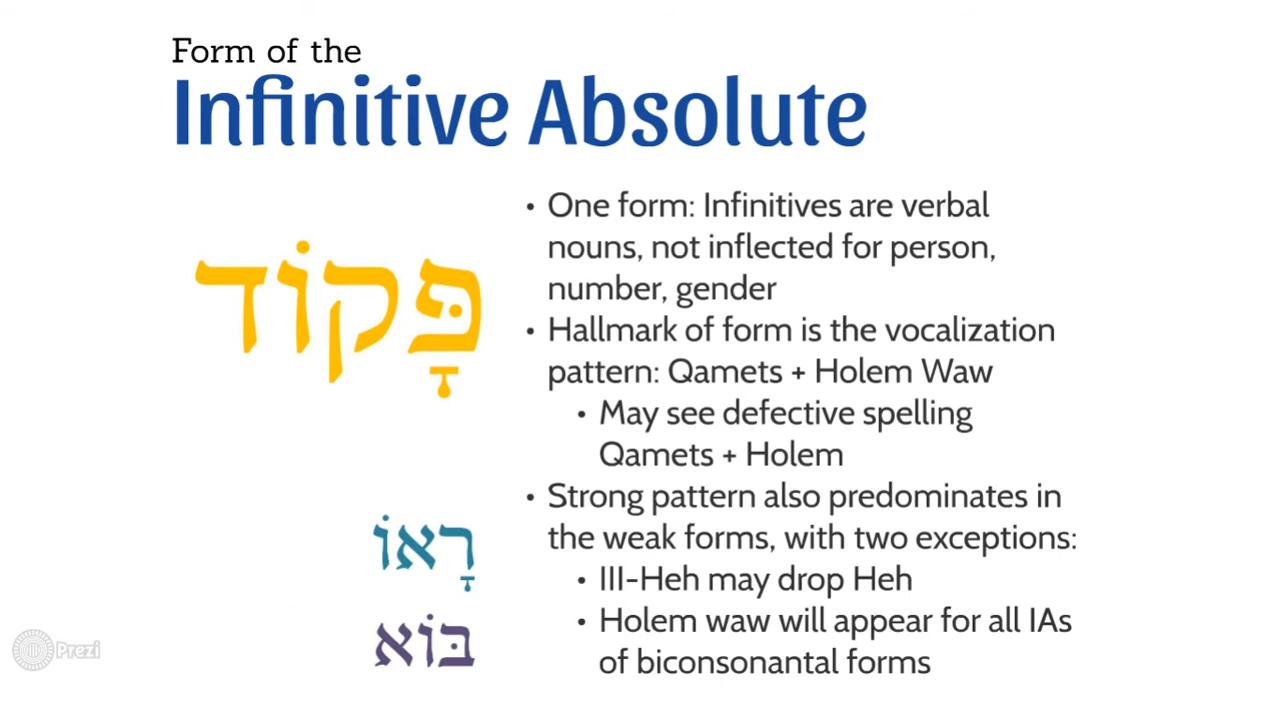 Form of the
Infinitive Absolute
פָּקוֹד
• One form: Infinitives are verbal
nouns, not inflected for person,
number, gender
• Hallmark of form is the vocalization
pattern: Qamets + Holem Waw
• May see defective spelling
Qamets + Holem
• Strong pattern also predominates in
the weak forms, with two exceptions:
רָאוֹ
• III-Heh may drop Heh
בּוֹא
• Holem waw will appear for all IAs
of biconsonantal forms
Prezi